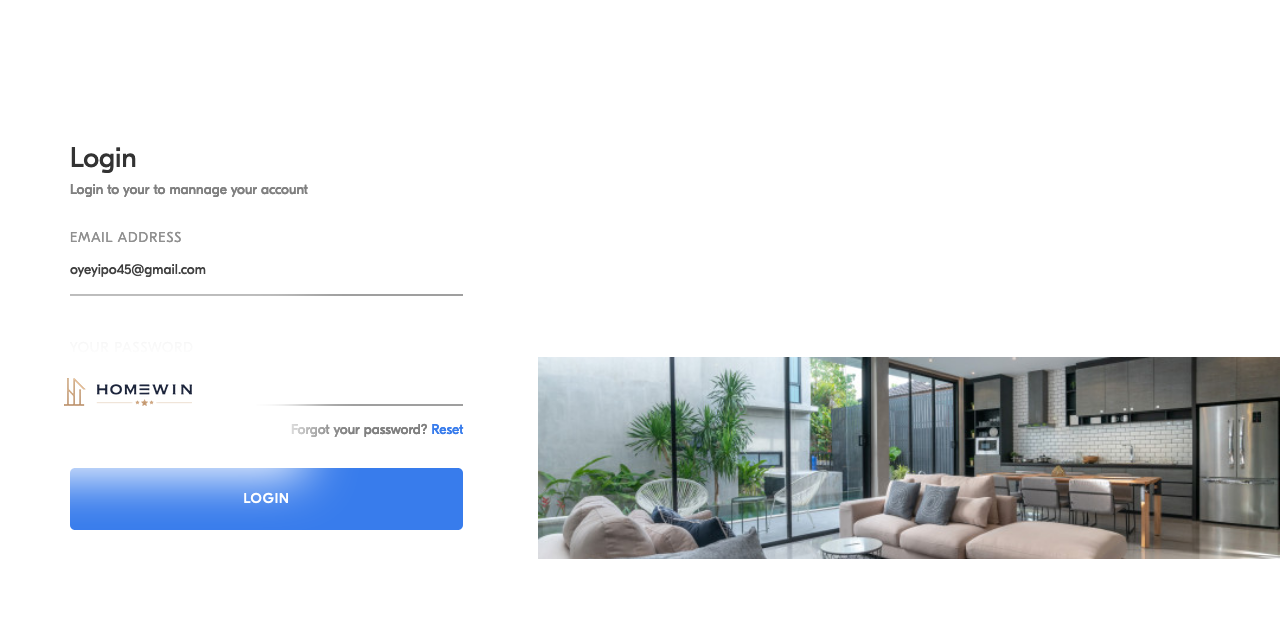 Login
Login to your to mannage your account
EMAIL ADDRESS
oyeyipo45@gmail.com
YOUR PASSWORD
HOMEWIN
Forgot your password? Reset
LOGIN